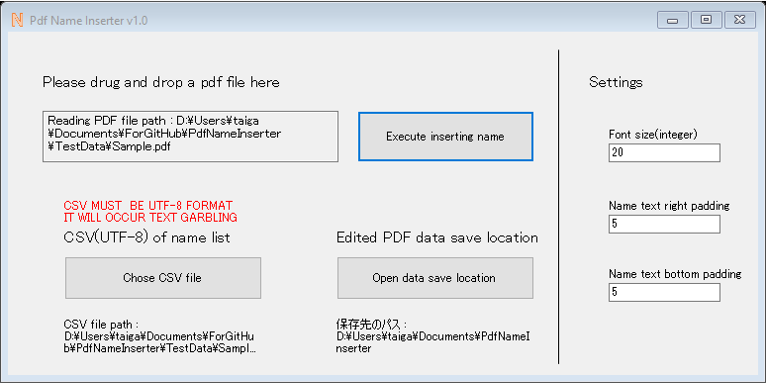 Pdf Name Inserter v1.0
Please drug and drop a pdf file here
Settings
Reading PDF file path : D:¥Users¥taiga
¥Documents¥ForGitHub¥PdfNameInserter
¥TestData¥Sample.pdf
Execute inserting name
Font size(integer)
20
CSV MUST  BE UTF-8 FORMAT
IT WILL OCCUR TEXT GARBLING
Name text right padding
5
CSV(UTF-8) of name list
Edited PDF data save location
Chose CSV file
Open data save location
Name text bottom padding
5
CSV file path :
D:¥Users¥taiga¥Documents¥ForGitHu
b¥PdfNameInserter¥TestData¥Sampl...
保存先のパス :
D:¥Users¥taiga¥Documents¥PdfNameI
nserter